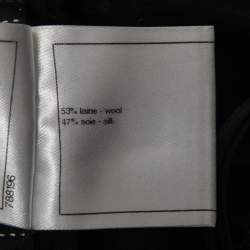 53% laine - wool
47% soie - silk
788196